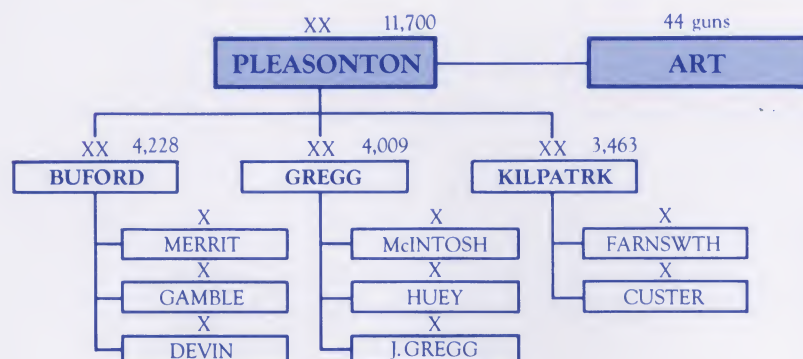 XX 11,700 44 guns
PLEASONTON ART
XX 4,228 XX 4,009 XX 3,463
BUFORD GREGG KILPATRK
X X X
MERRIT McINTOSH FARNSWTH
X X X
GAMBLE HUEY CUSTER
X X
DEVIN J. GREGG